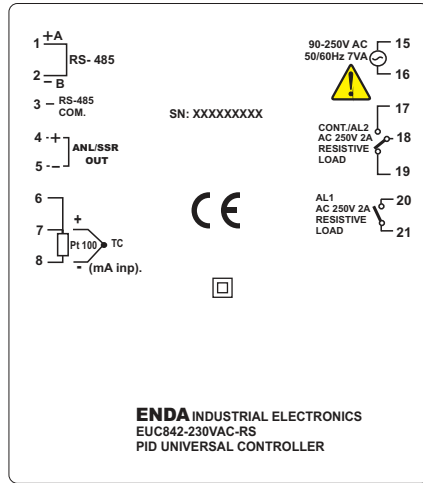 1 +A
RS- 485
2 – B
3 – RS-485
COM.
4 -+
ANL/SSR
OUT
5 --
6
7 +
Pt 100 TC
8 - (mA inp).
SN: XXXXXXXXX
CE
90-250V AC
50/60Hz 7VA
15
16
17
CONT./AL2
AC 250V 2A
RESISTIVE
LOAD
18
19
AL1
AC 250V 2A
RESISTIVE
LOAD
20
21
ENDA INDUSTRIAL ELECTRONICS
EUC842-230VAC-RS
PID UNIVERSAL CONTROLLER